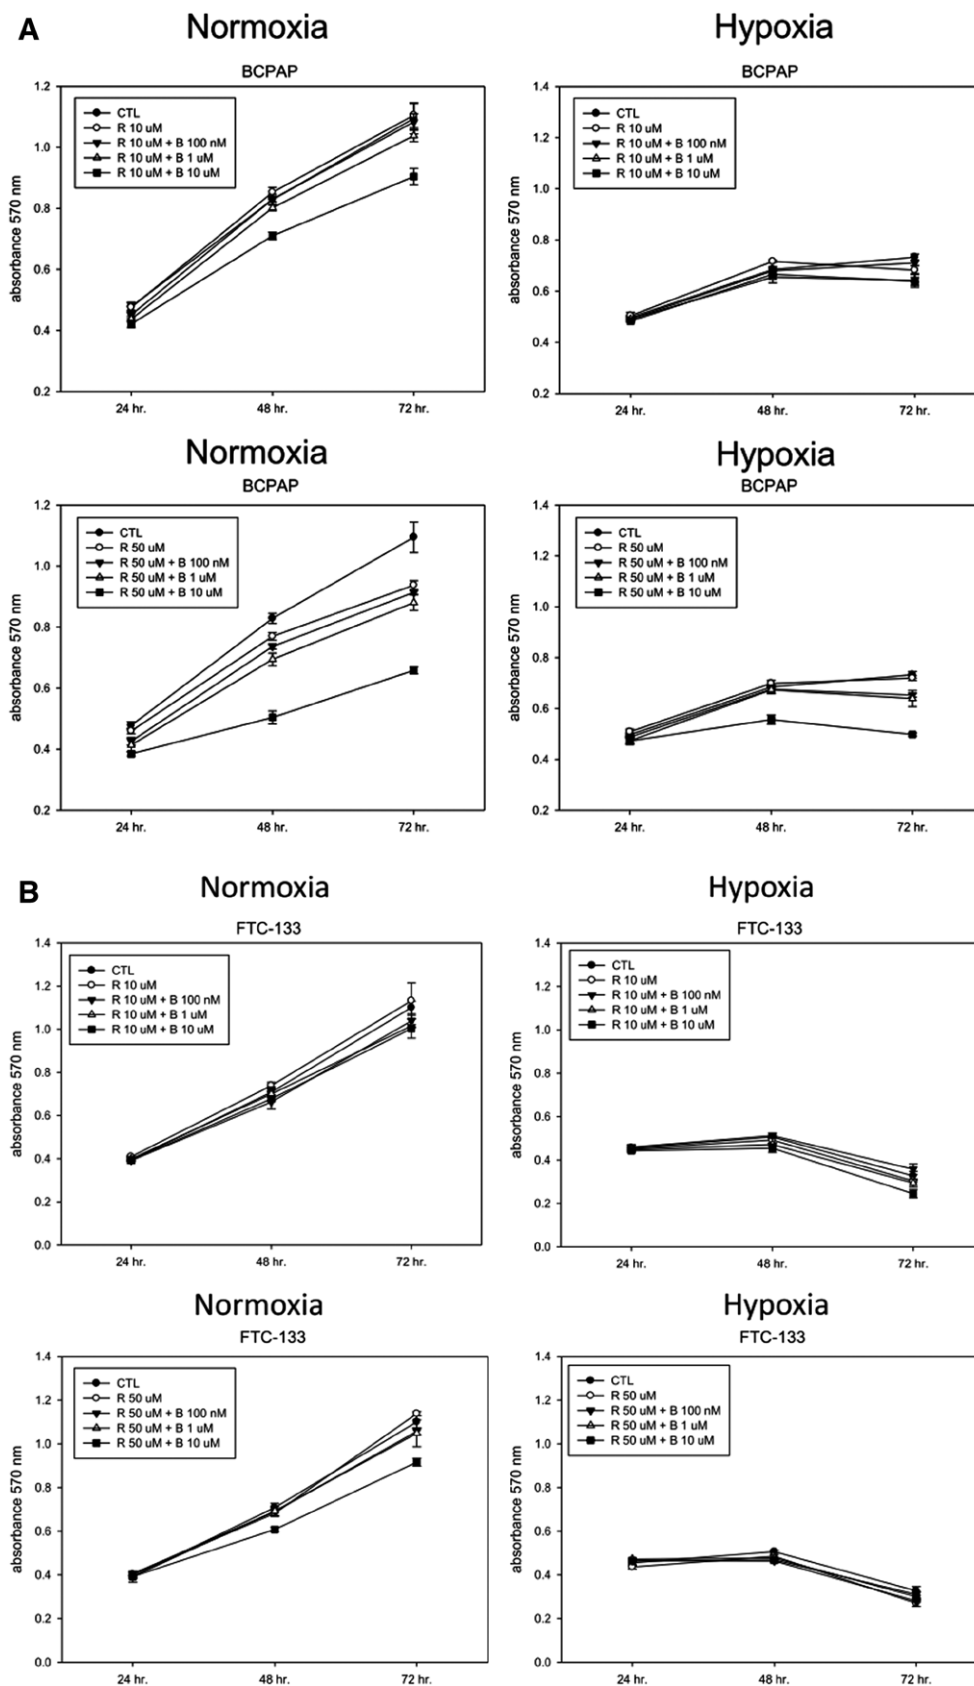 A
Normoxia
BCPAP
absorbance 570 nm
1.2
1.0
0.8
0.6
0.4
0.2
CTL
R 10 uM
R 10 uM + B 100 nM
R 10 uM + B 1 uM
R 10 uM + B 10 uM
24 hr.
48 hr.
72 hr.
Hypoxia
BCPAP
absorbance 570 nm
1.4
1.2
1.0
0.8
0.6
0.4
0.2
CTL
R 10 uM
R 10 uM + B 100 nM
R 10 uM + B 1 uM
R 10 uM + B 10 uM
24 hr.
48 hr.
72 hr.
Normoxia
BCPAP
absorbance 570 nm
1.2
1.0
0.8
0.6
0.4
0.2
CTL
R 50 uM
R 50 uM + B 100 nM
R 50 uM + B 1 uM
R 50 uM + B 10 uM
24 hr.
48 hr.
72 hr.
Hypoxia
BCPAP
absorbance 570 nm
1.4
1.2
1.0
0.8
0.6
0.4
0.2
CTL
R 50 uM
R 50 uM + B 100 nM
R 50 uM + B 1 uM
R 50 uM + B 10 uM
24 hr.
48 hr.
72 hr.
B
Normoxia
FTC-133
absorbance 570 nm
1.4
1.2
1.0
0.8
0.6
0.4
0.2
0.0
CTL
R 10 uM
R 10 uM + B 100 nM
R 10 uM + B 1 uM
R 10 uM + B 10 uM
24 hr.
48 hr.
72 hr.
Hypoxia
FTC-133
absorbance 570 nm
1.4
1.2
1.0
0.8
0.6
0.4
0.2
0.0
CTL
R 10 uM
R 10 uM + B 100 nM
R 10 uM + B 1 uM
R 10 uM + B 10 uM
24 hr.
48 hr.
72 hr.
Normoxia
FTC-133
absorbance 570 nm
1.4
1.2
1.0
0.8
0.6
0.4
0.2
0.0
CTL
R 50 uM
R 50 uM + B 100 nM
R 50 uM + B 1 uM
R 50 uM + B 10 uM
24 hr.
48 hr.
72 hr.
Hypoxia
FTC-133
absorbance 570 nm
1.4
1.2
1.0
0.8
0.6
0.4
0.2
0.0
CTL
R 50 uM
R 50 uM + B 100 nM
R 50 uM + B 1 uM
R 50 uM + B 10 uM
24 hr.
48 hr.
72 hr.